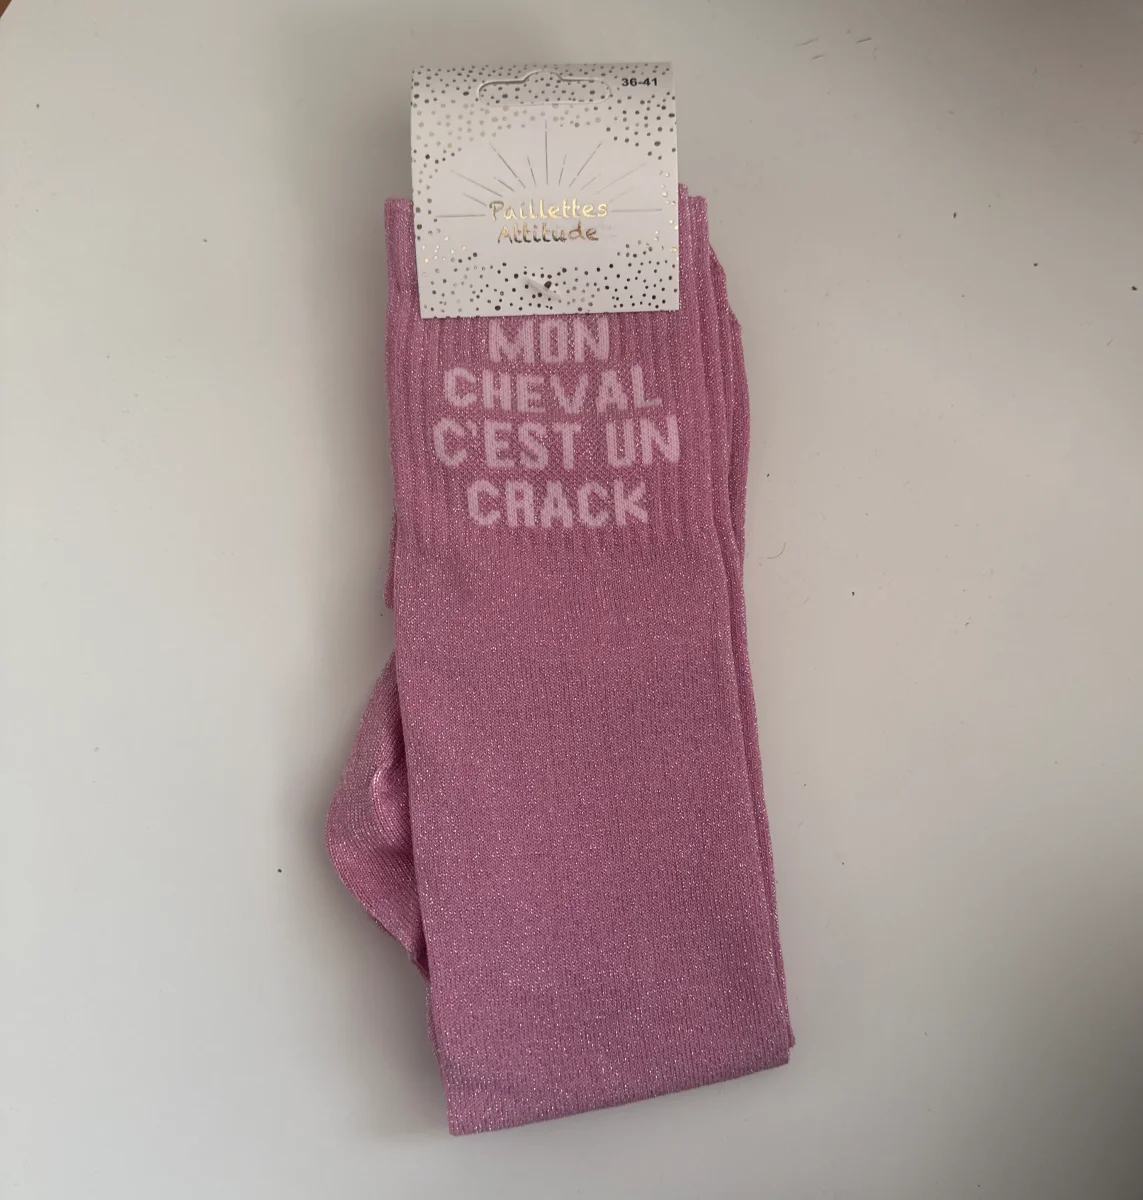 36-41
Paillettes
Attitude
MON
CHEVAL
C'EST UN
CRACK